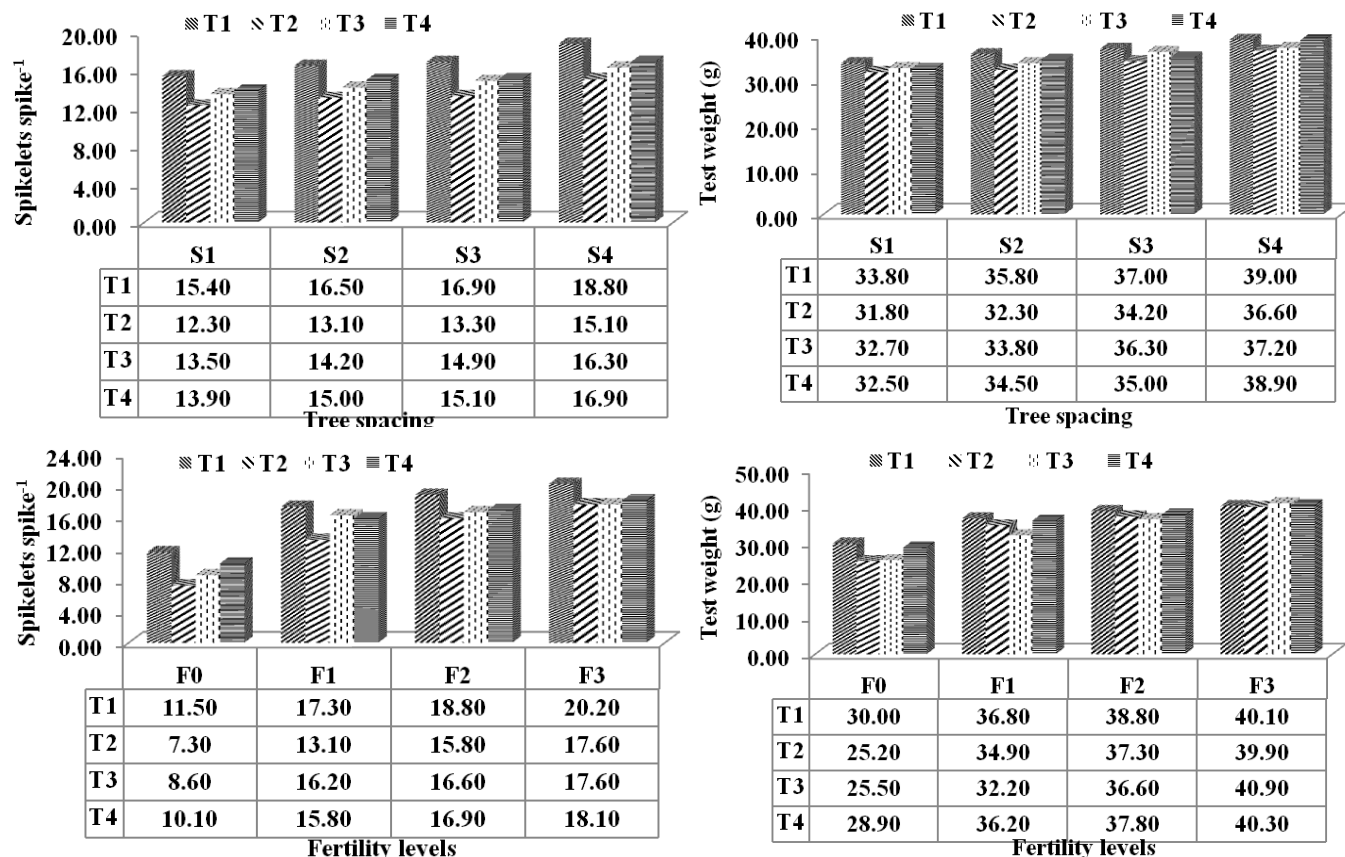 T1 T2 T3 T4
Spikelets spike⁻¹
20.00
16.00
12.00
8.00
4.00
0.00
S1 S2 S3 S4
T1 15.40 16.50 16.90 18.80
T2 12.30 13.10 13.30 15.10
T3 13.50 14.20 14.90 16.30
T4 13.90 15.00 15.10 16.90
Tree spacing
T1 T2 T3 T4
Test weight (g)
40.00
30.00
20.00
10.00
0.00
S1 S2 S3 S4
T1 33.80 35.80 37.00 39.00
T2 31.80 32.30 34.20 36.60
T3 32.70 33.80 36.30 37.20
T4 32.50 34.50 35.00 38.90
Tree spacing
T1 T2 T3 T4
Spikelets spike⁻¹
24.00
20.00
16.00
12.00
8.00
4.00
0.00
F0 F1 F2 F3
T1 11.50 17.30 18.80 20.20
T2 7.30 13.10 15.80 17.60
T3 8.60 16.20 16.60 17.60
T4 10.10 15.80 16.90 18.10
Fertility levels
T1 T2 T3 T4
Test weight (g)
50.00
40.00
30.00
20.00
10.00
0.00
F0 F1 F2 F3
T1 30.00 36.80 38.80 40.10
T2 25.20 34.90 37.30 39.90
T3 25.50 32.20 36.60 40.90
T4 28.90 36.20 37.80 40.30
Fertility levels